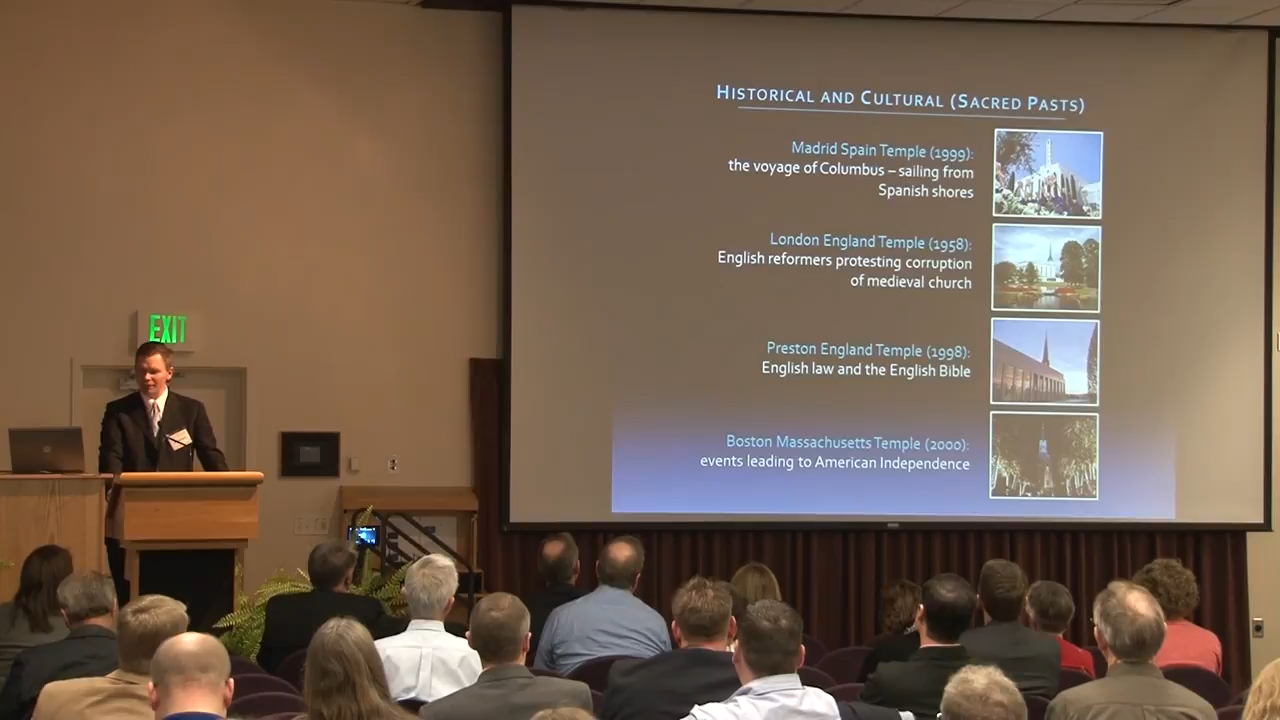 HISTORICAL AND CULTURAL (SACRED PASTS)
Madrid Spain Temple (1999):
the voyage of Columbus – sailing from
Spanish shores
London England Temple (1958):
English reformers protesting corruption
of medieval church
Preston England Temple (1998):
English law and the English Bible
Boston Massachusetts Temple (2000):
events leading to American Independence
EXIT